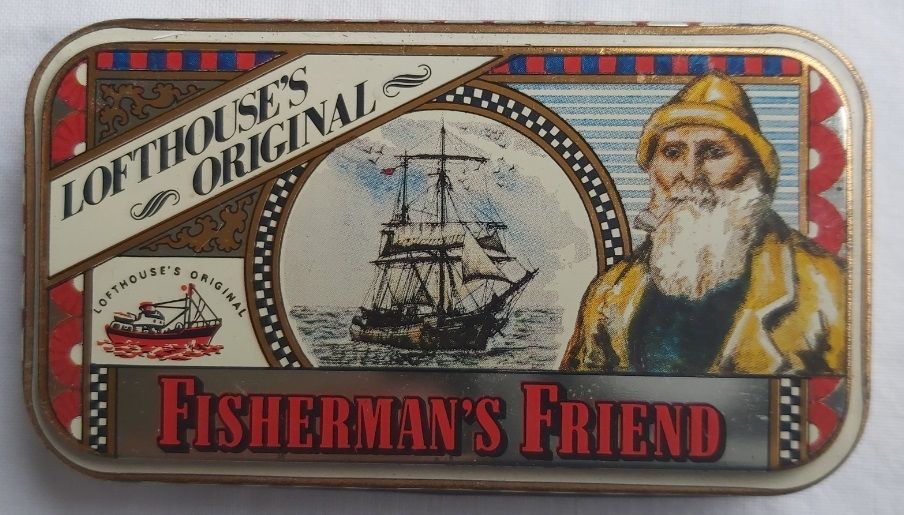 LOFTHOUSE'S
ORIGINAL
LOFTHOUSE'S ORIGINAL
FISHERMAN'S FRIEND